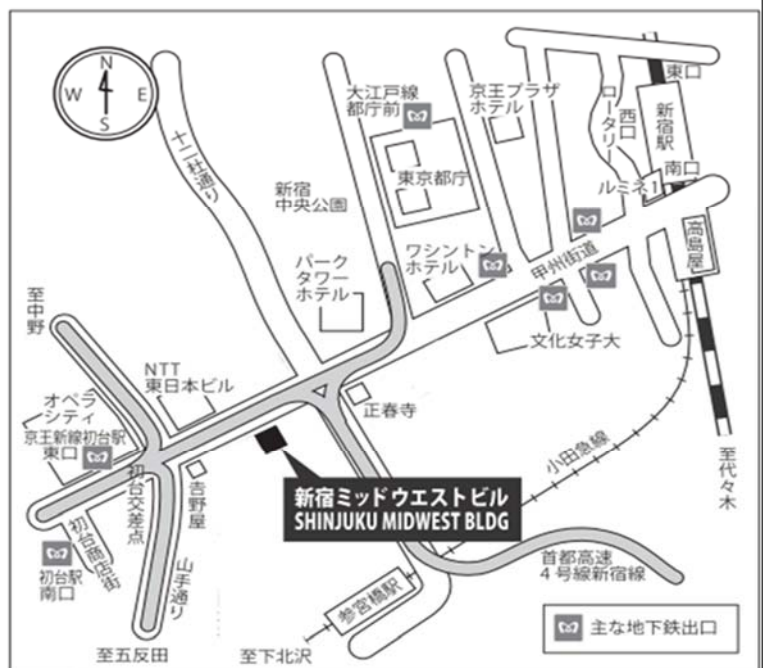 N
W E
S
十二社通り
大江戸線
都庁前
京王プラザ
ホテル
ロータリー
西口
東口
新宿駅
南口
ルミネ1
東京都庁
新宿
中央公園
パーク
タワー
ホテル
ワシントン
ホテル
甲州街道
高島屋
文化女子大
至中野
NTT
東日本ビル
オペラ
シティ
京王新線初台駅
東口
正春寺
初台交差点
吉野屋
新宿ミッドウエストビル
SHINJUKU MIDWEST BLDG
小田急線
至代々木
初台商店街
初台駅
南口
山手通り
首都高速
4号線新宿線
参宮橋駅
至五反田
至下北沢
主な地下鉄出口